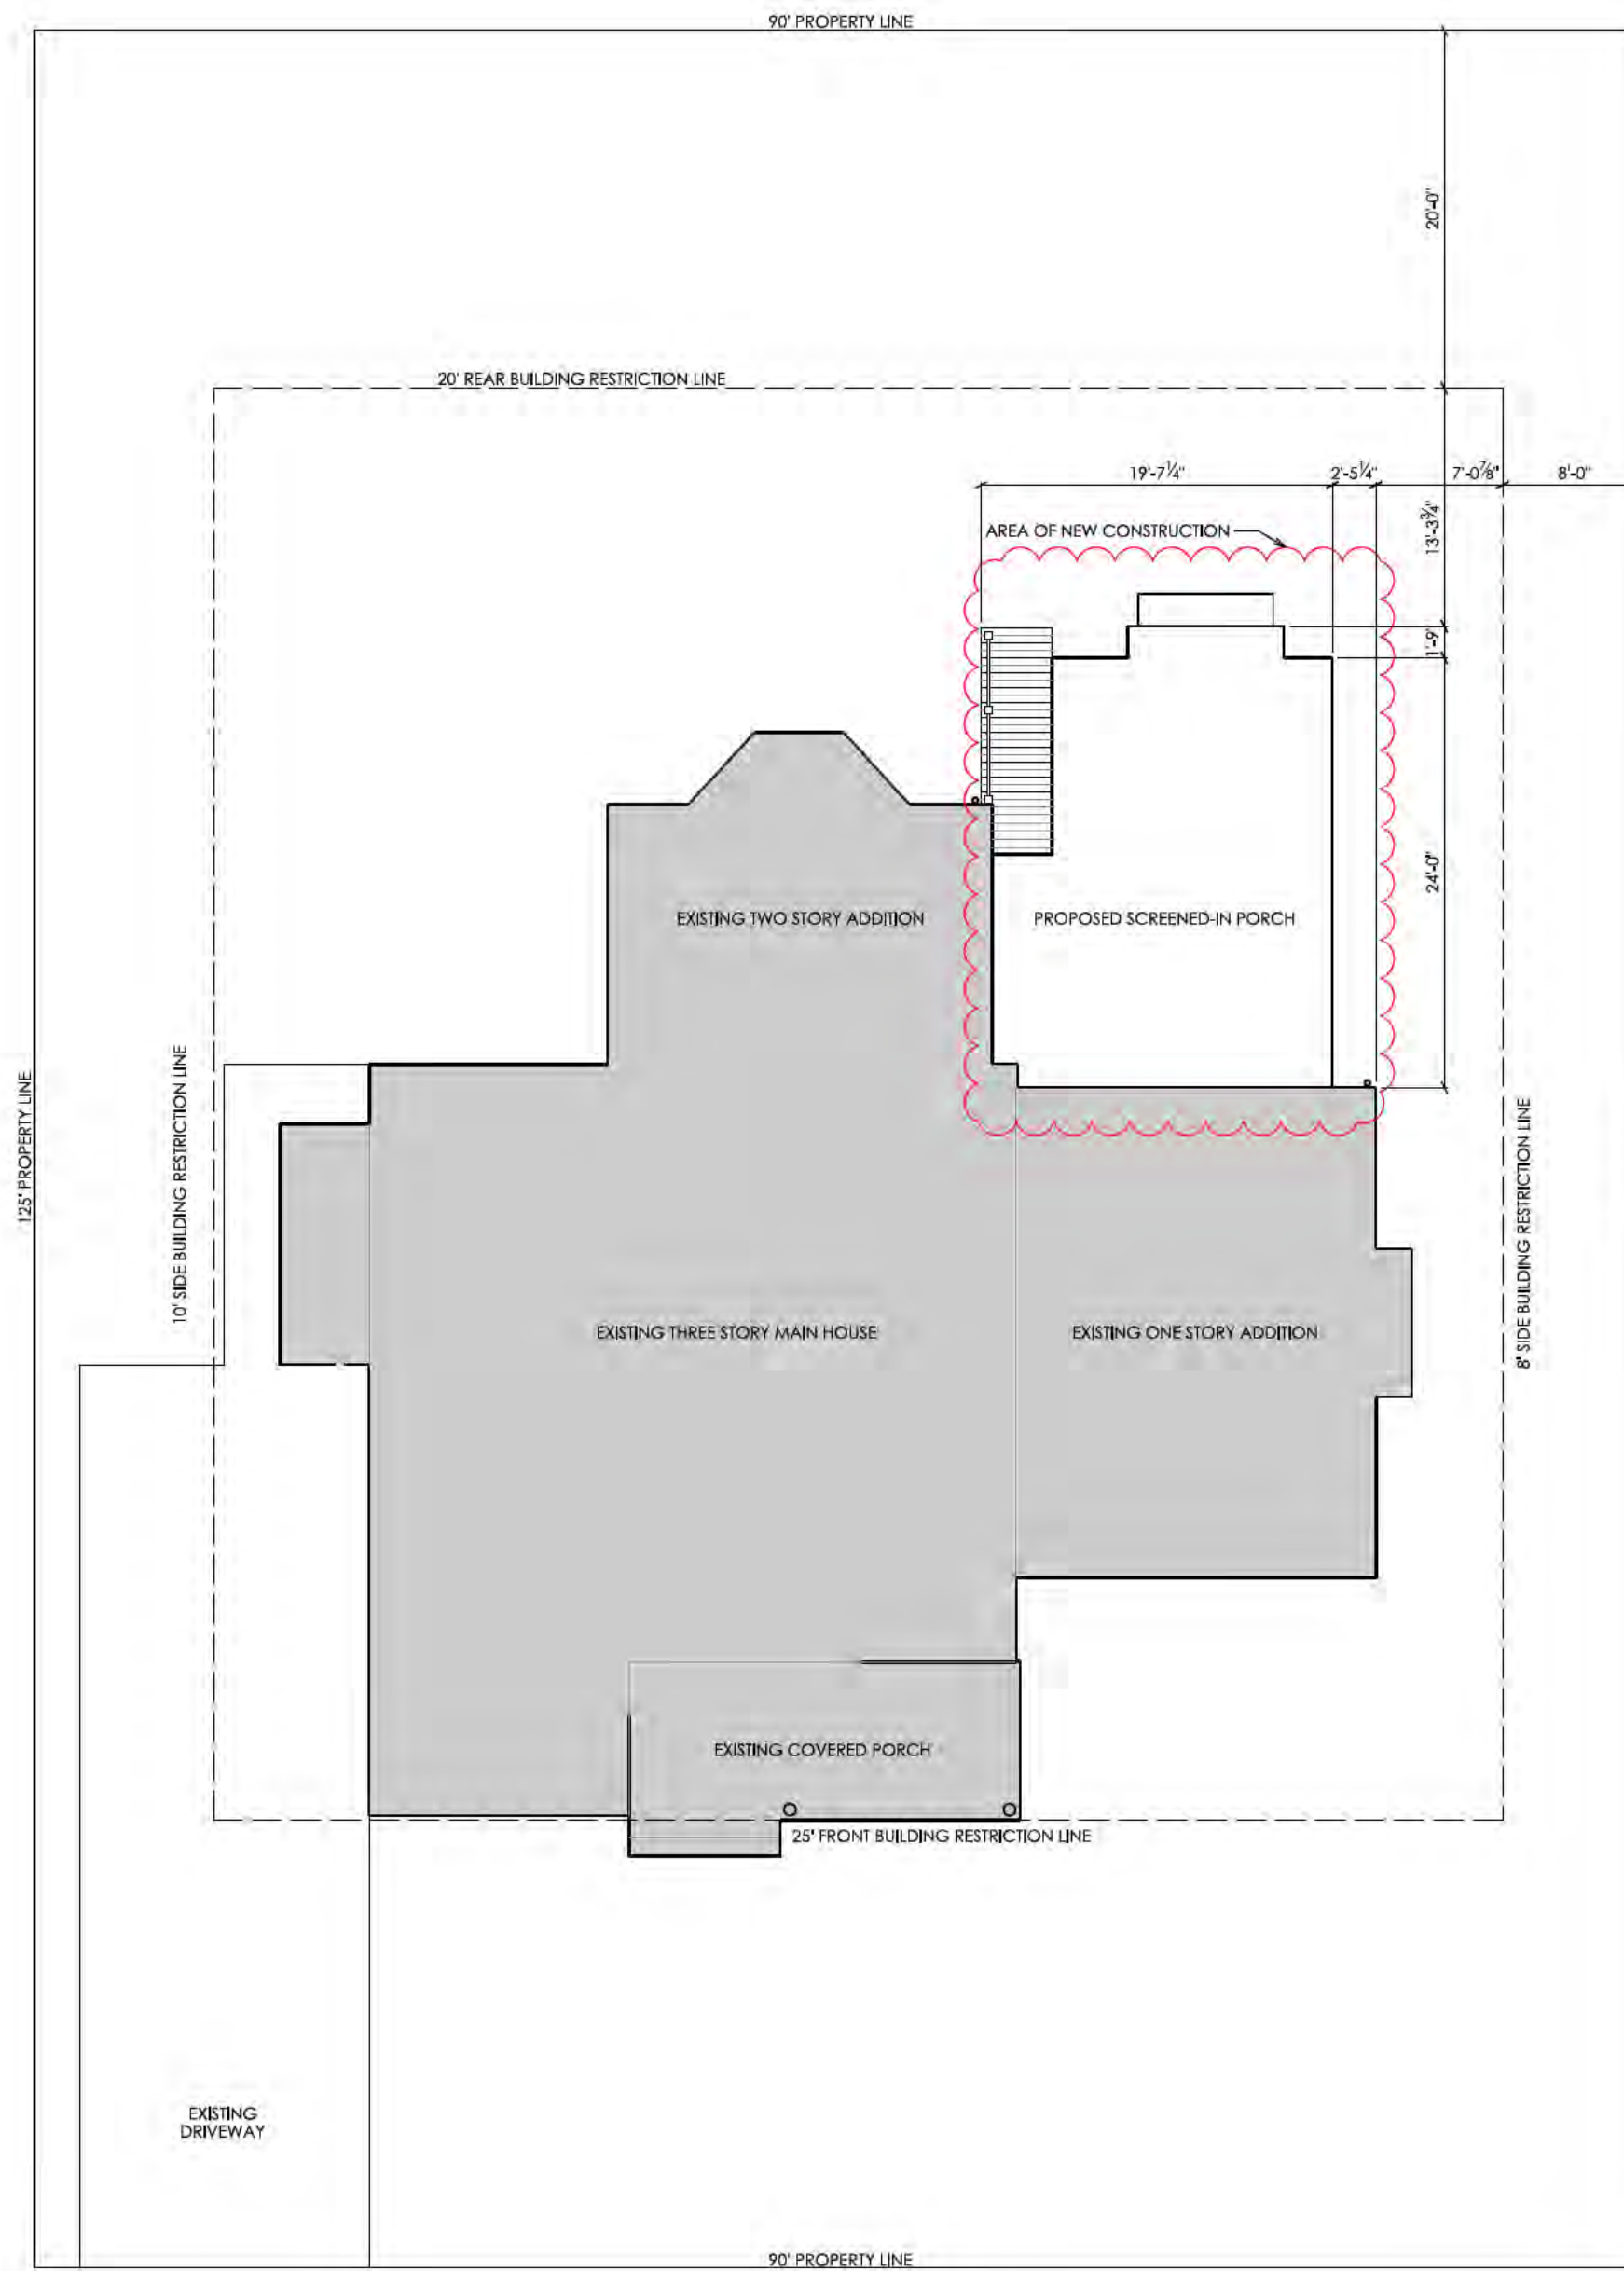 90' PROPERTY LINE
20'-0"
20' REAR BUILDING RESTRICTION LINE
19'-7¼"
2'-5¼"
7'-0⅞"
8'-0"
13'-3¾"
AREA OF NEW CONSTRUCTION
1'-9"
24'-0"
EXISTING TWO STORY ADDITION
PROPOSED SCREENED-IN PORCH
125' PROPERTY LINE
10' SIDE BUILDING RESTRICTION LINE
8' SIDE BUILDING RESTRICTION LINE
EXISTING THREE STORY MAIN HOUSE
EXISTING ONE STORY ADDITION
EXISTING COVERED PORCH
25' FRONT BUILDING RESTRICTION LINE
EXISTING
DRIVEWAY
90' PROPERTY LINE